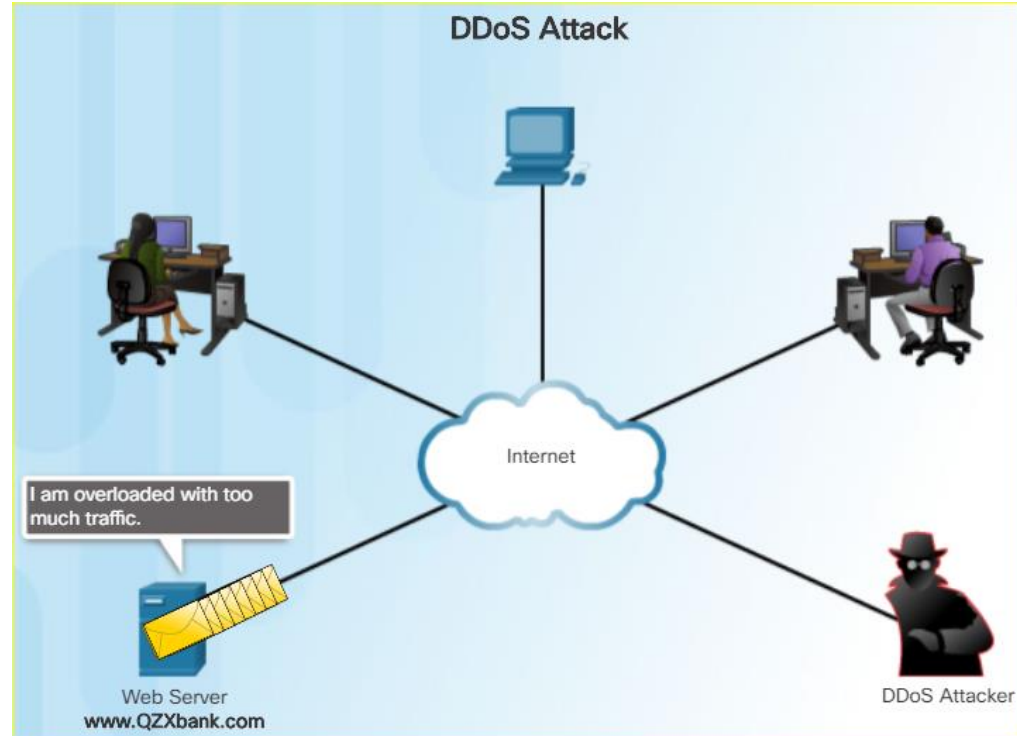 DDoS Attack
Internet
I am overloaded with too
much traffic.
Web Server
www.QZXbank.com
DDoS Attacker